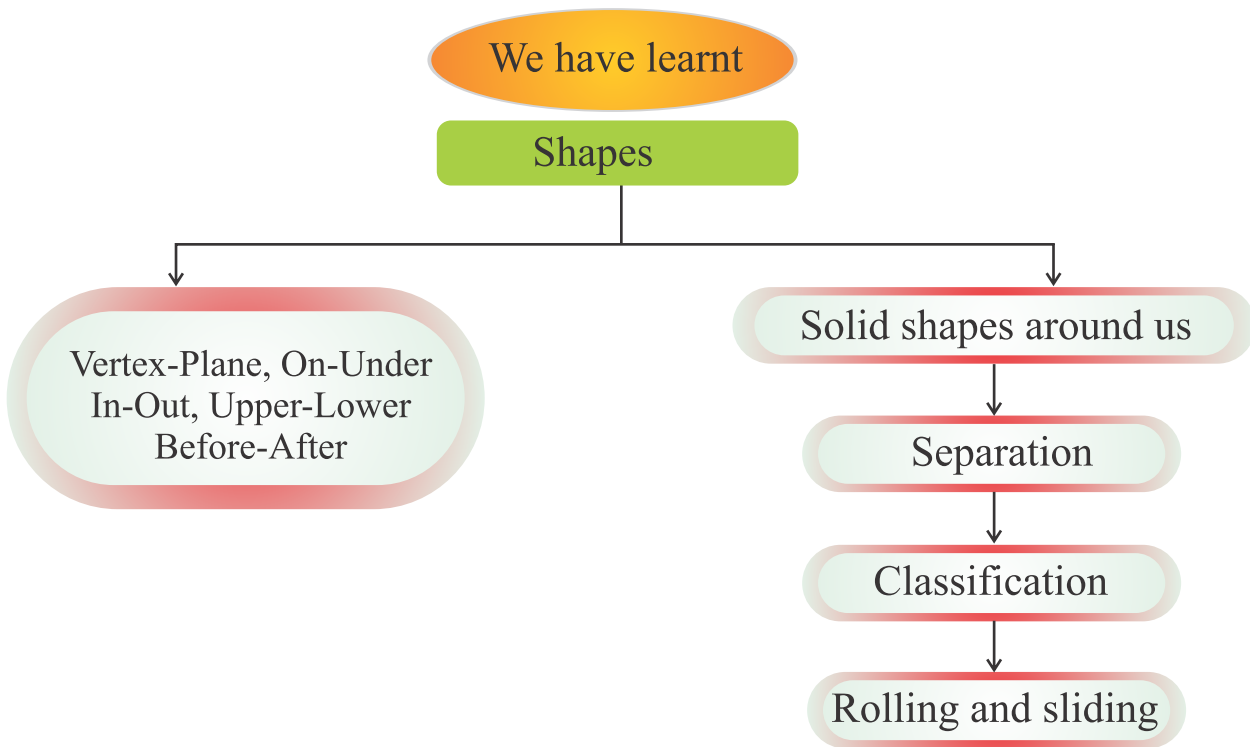 We have learnt
Shapes
Vertex-Plane, On-Under
In-Out, Upper-Lower
Before-After
Solid shapes around us
Separation
Classification
Rolling and sliding